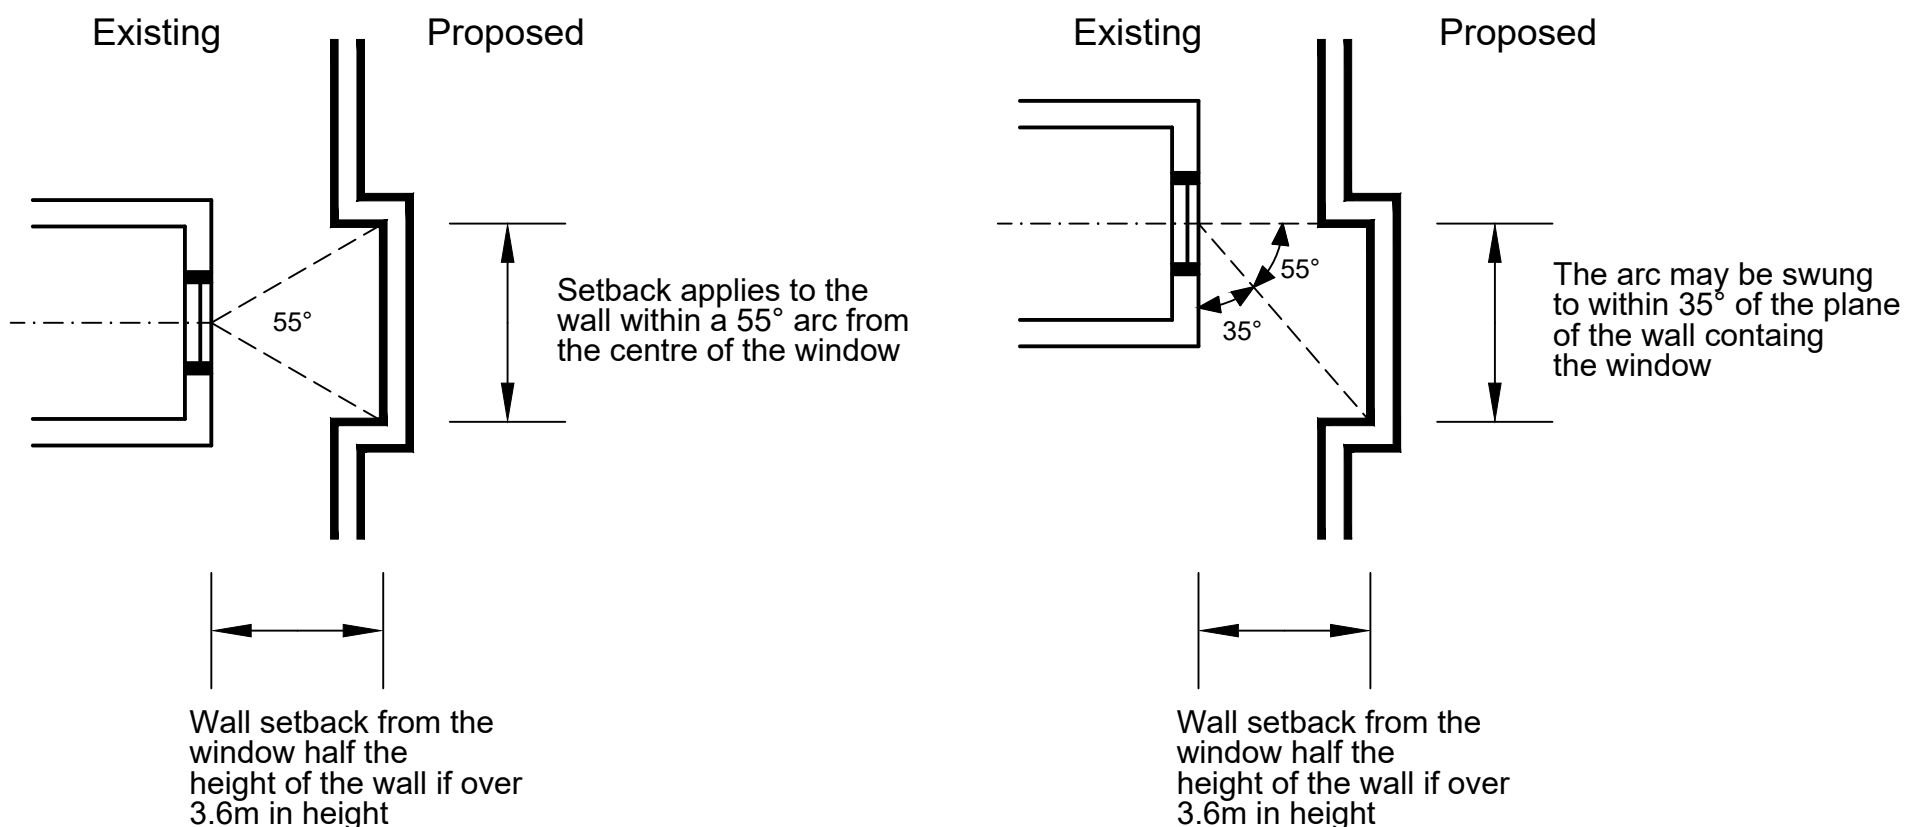 Existing
Proposed
55°
Setback applies to the
wall within a 55° arc from
the centre of the window
Wall setback from the
window half the
height of the wall if over
3.6m in height
Existing
Proposed
55°
35°
The arc may be swung
to within 35° of the plane
of the wall containg
the window
Wall setback from the
window half the
height of the wall if over
3.6m in height